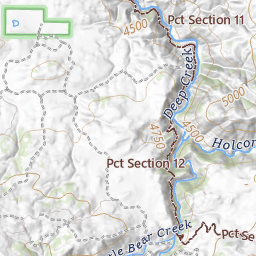 Pct Section 11
4500
D
Deep Creek
5000
4750
4500
Holcom
Pct Section 12
le Bear Creek
Pct Se